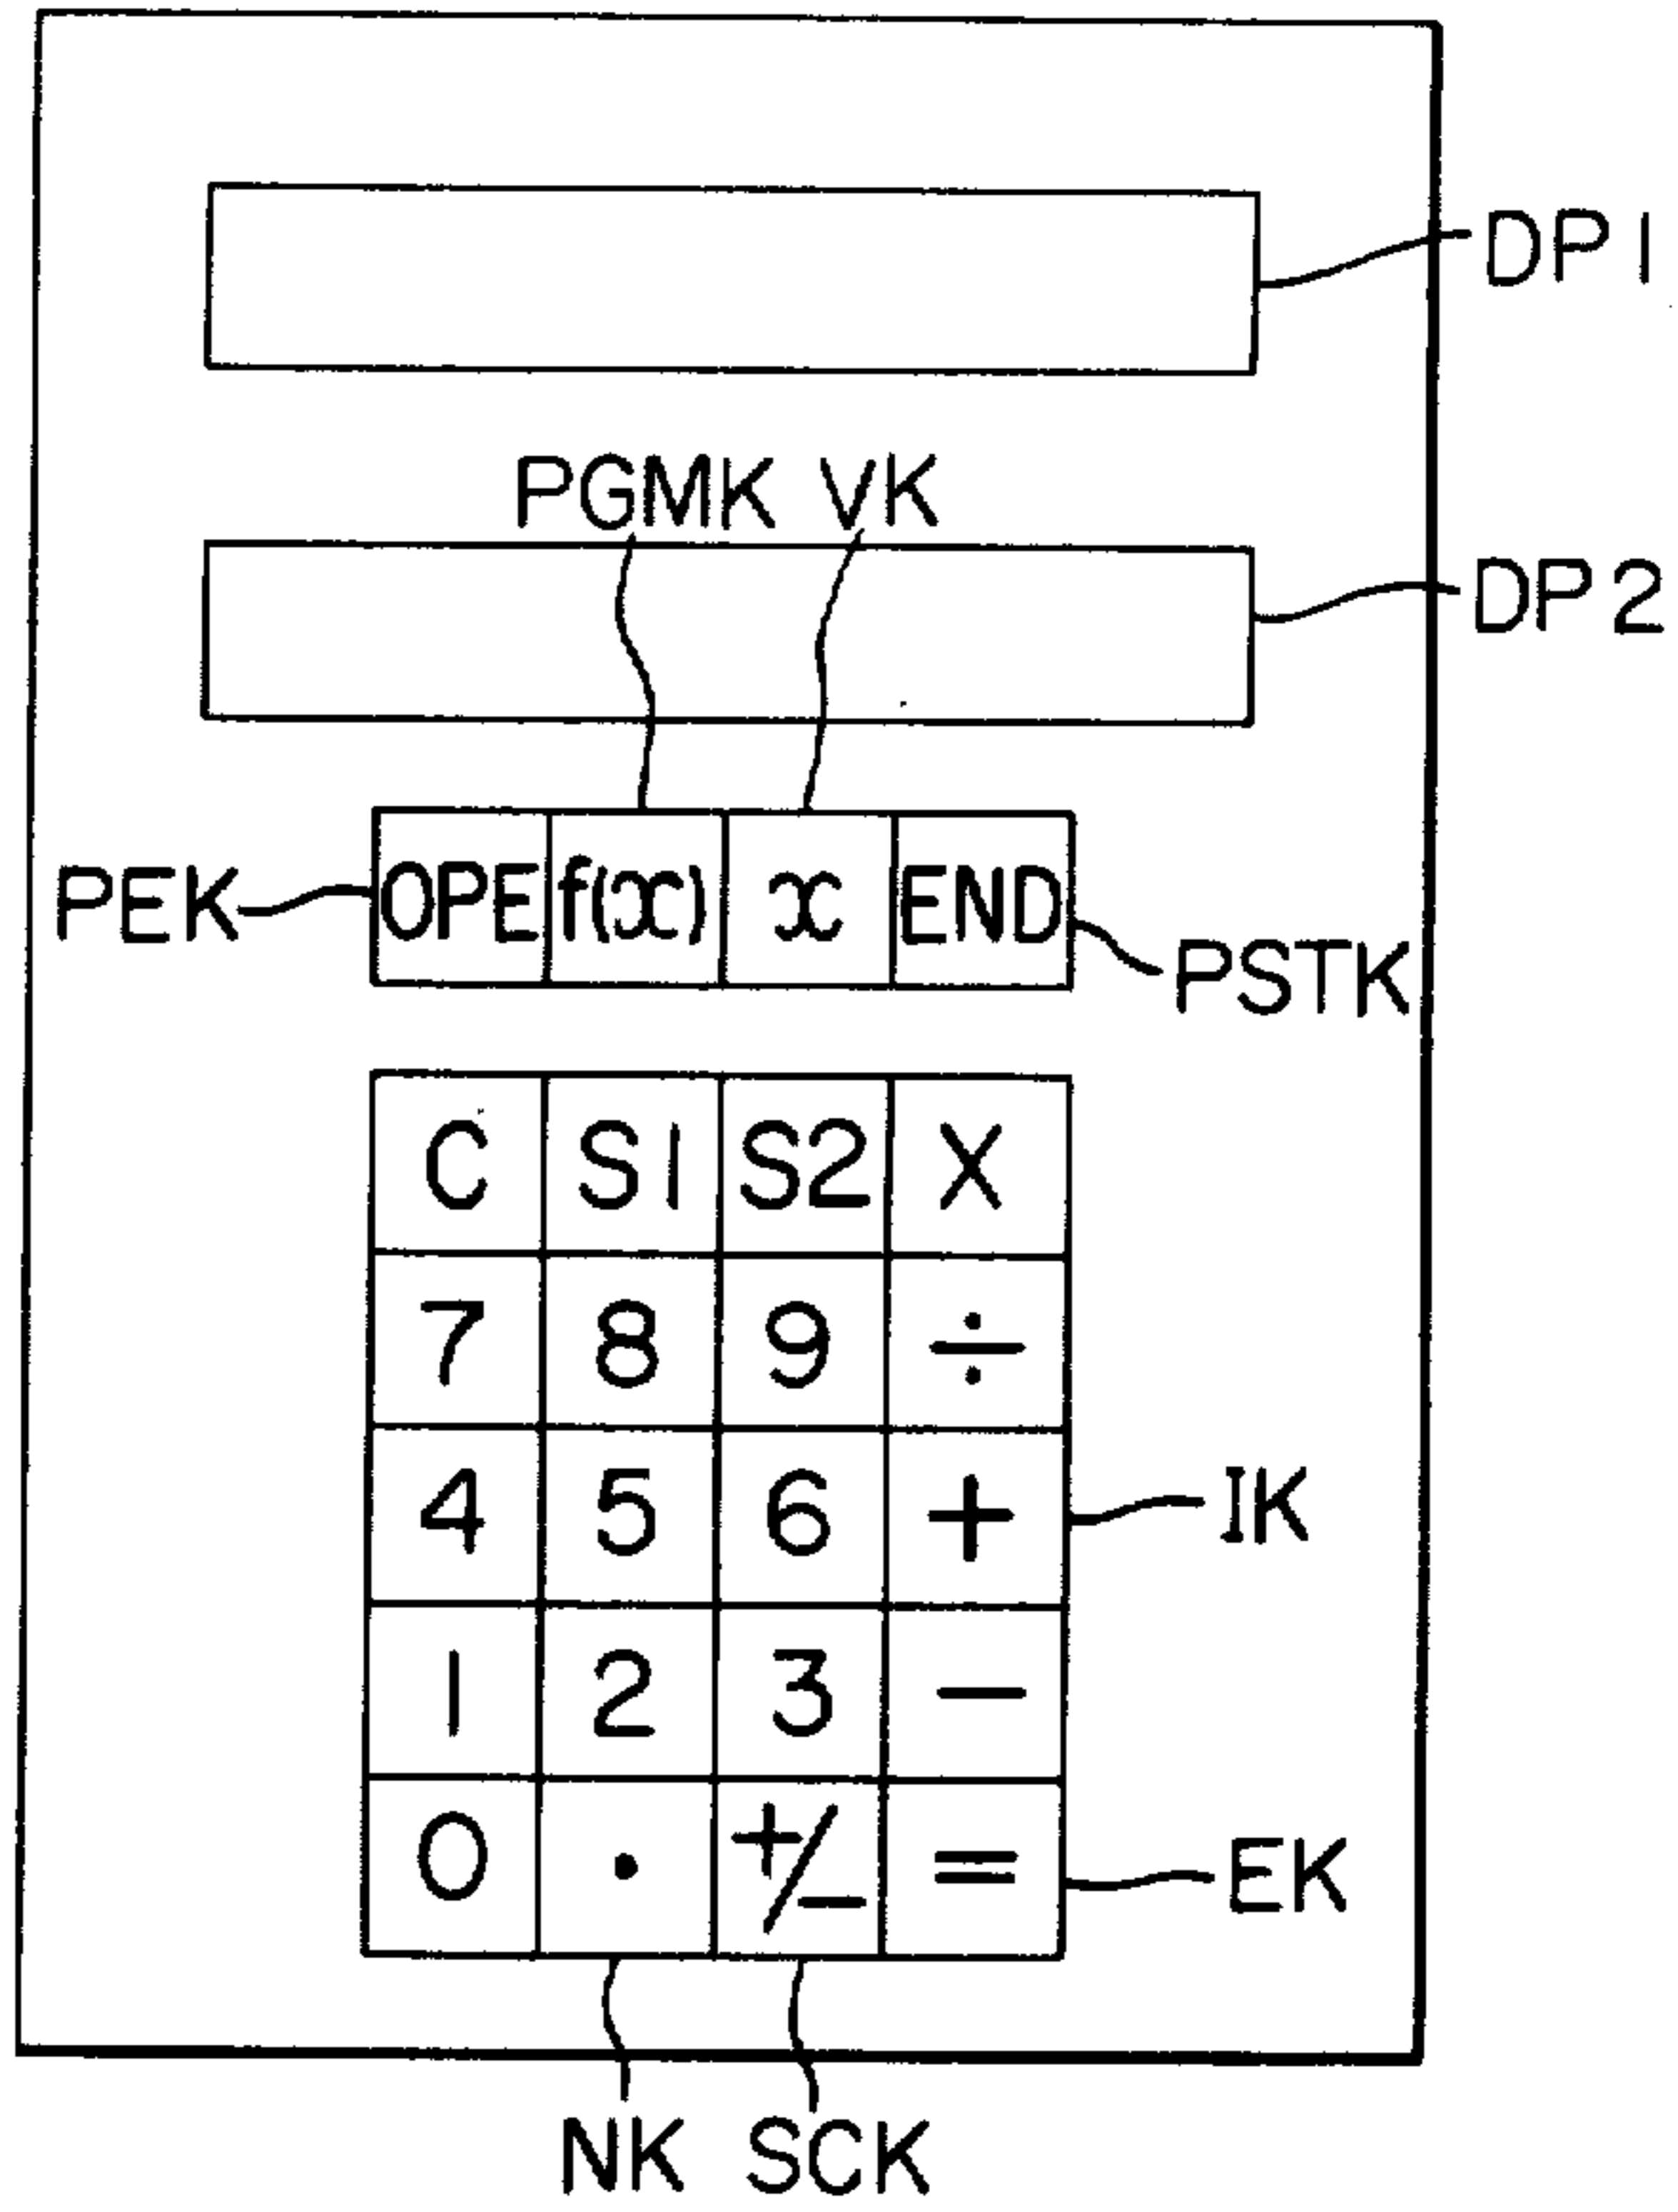 DP1
PGMK VK
DP2
PEK OPE f(x) x END
PSTK
C S1 S2 X
7 8 9 ÷
4 5 6 + IK
1 2 3 −
0 . +/− = EK
NK SCK